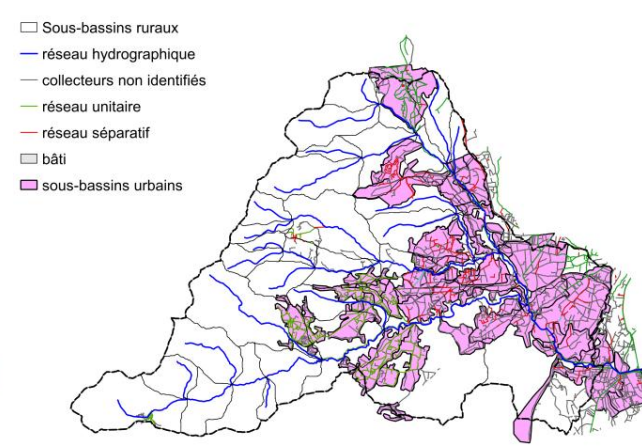 Sous-bassins ruraux
réseau hydrographique
collecteurs non identifiés
réseau unitaire
réseau séparatif
bâti
sous-bassins urbains